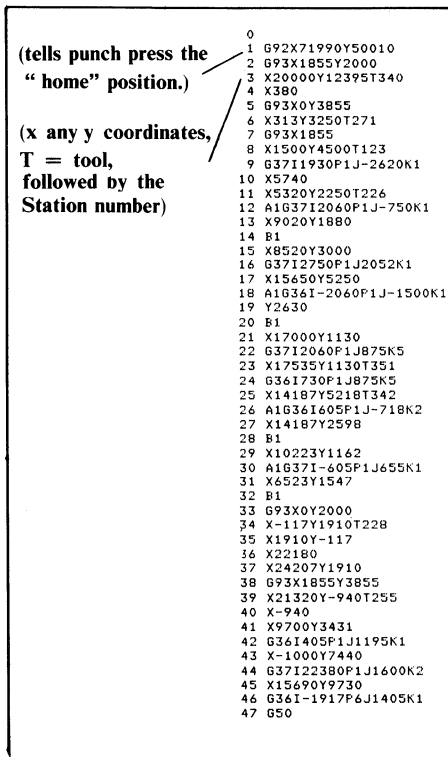 (tells punch press the
“ home” position.)
(x any y coordinates,
T = tool,
followed by the
Station number)
0
1 G92X71990Y50010
2 G93X1855Y2000
3 X20000Y12395T340
4 X380
5 G93X0Y3855
6 X313Y3250T271
7 G93X1855
8 X1500Y4500T123
9 G37I1930P1J-2620K1
10 X5740
11 X5320Y2250T226
12 A1G37I2060P1J-750K1
13 X9020Y1880
14 B1
15 X8520Y3000
16 G37I2750P1J2052K1
17 X15650Y5250
18 A1G36I-2060P1J-1500K1
19 Y2630
20 B1
21 X17000Y1130
22 G37I2060P1J875K5
23 X17535Y1130T351
24 G36I730P1J875K5
25 X14187Y5218T342
26 A1G36I605P1J-718K2
27 X14187Y2598
28 B1
29 X10223Y1162
30 A1G37I-605P1J655K1
31 X6523Y1547
32 B1
33 G93X0Y2000
34 X-117Y1910T228
35 X1910Y-117
36 X22180
37 X24207Y1910
38 G93X1855Y3855
39 X21320Y-940T255
40 X-940
41 X9700Y3431
42 G36I405P1J1195K1
43 X-1000Y7440
44 G37I22380P1J1600K2
45 X15690Y9730
46 G36I-1917P6J1405K1
47 G50